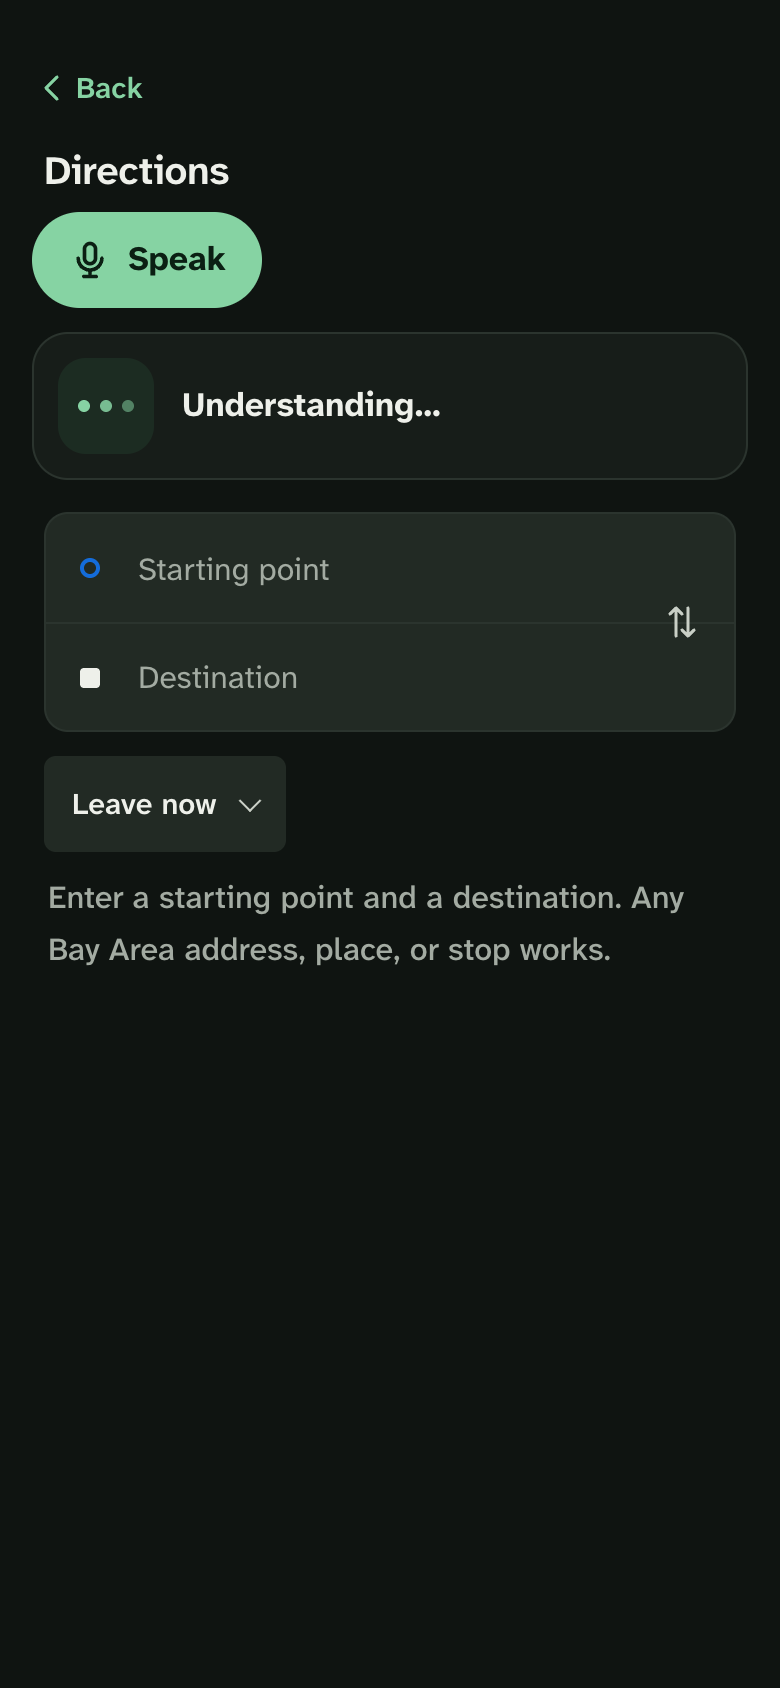 Back
Directions
Speak
Understanding...
Starting point
Destination
Leave now
Enter a starting point and a destination. Any
Bay Area address, place, or stop works.